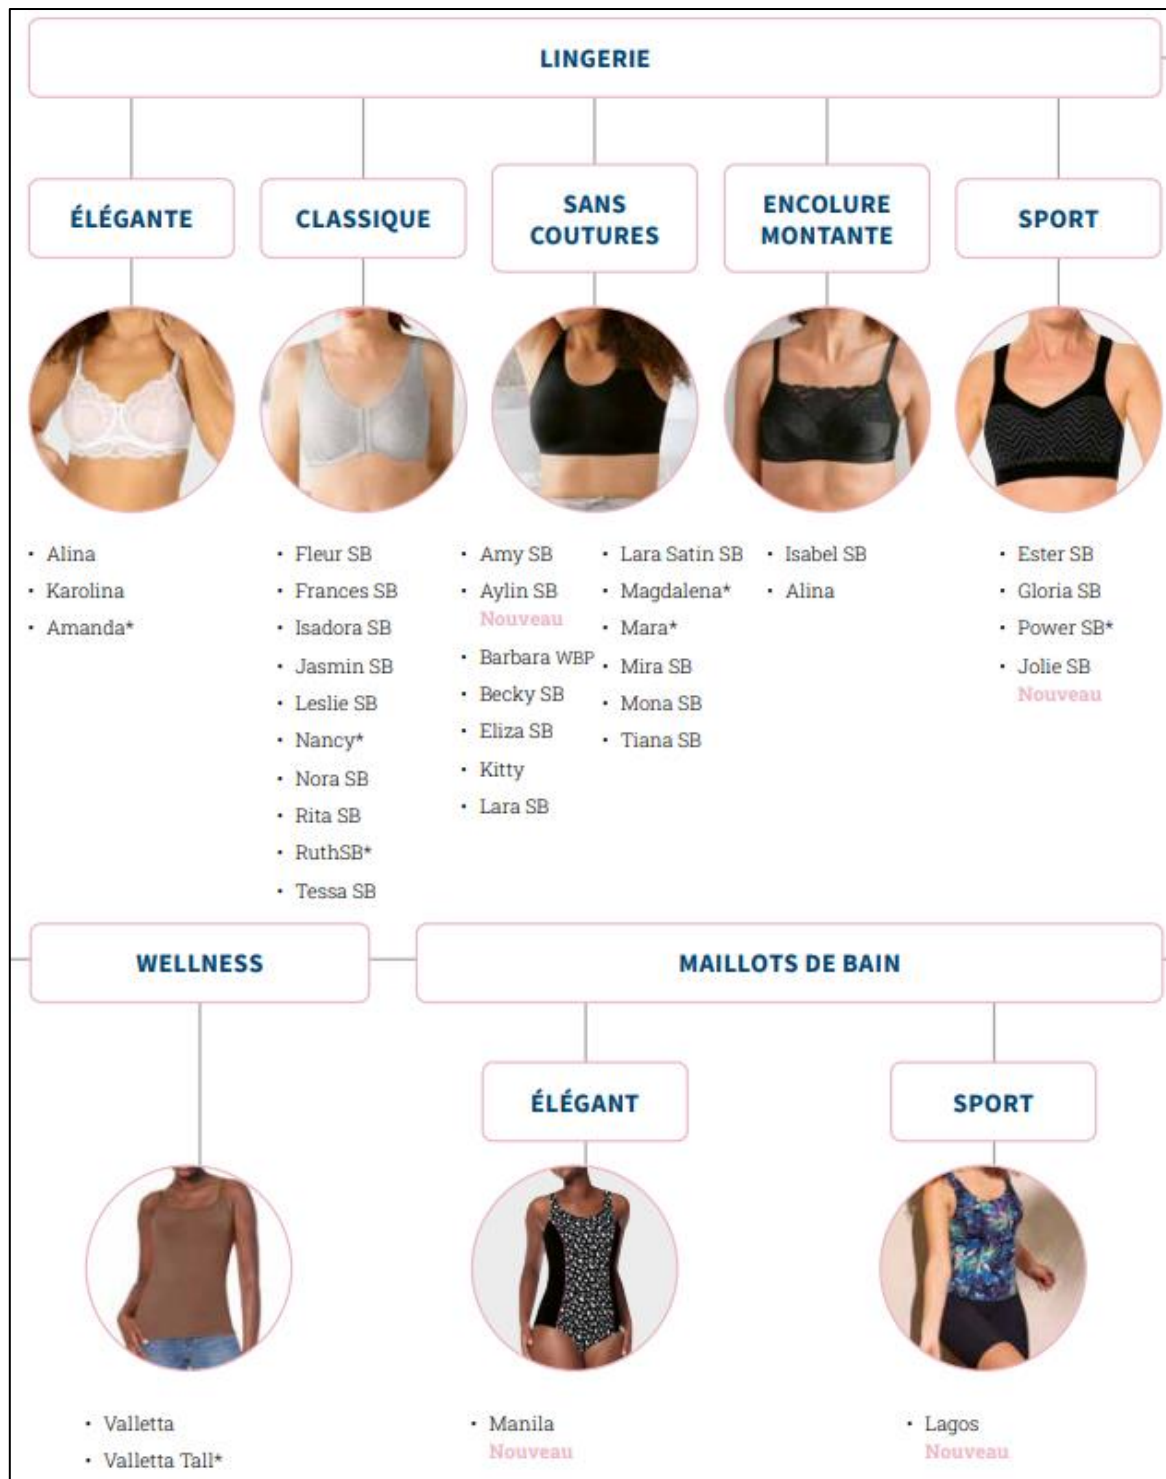 LINGERIE
ÉLÉGANTE
CLASSIQUE
SANS
COUTURES
ENCOLURE
MONTANTE
SPORT
• Alina
• Karolina
• Amanda*
• Fleur SB
• Frances SB
• Isadora SB
• Jasmin SB
• Leslie SB
• Nancy*
• Nora SB
• Rita SB
• RuthSB*
• Tessa SB
• Amy SB
• Aylin SB
Nouveau
• Barbara WBP
• Becky SB
• Eliza SB
• Kitty
• Lara SB
• Lara Satin SB
• Magdalena*
• Mara*
• Mira SB
• Mona SB
• Tiana SB
• Isabel SB
• Alina
• Ester SB
• Gloria SB
• Power SB*
• Jolie SB
Nouveau
WELLNESS
MAILLOTS DE BAIN
ÉLÉGANT
SPORT
• Valletta
• Valletta Tall*
• Manila
Nouveau
• Lagos
Nouveau